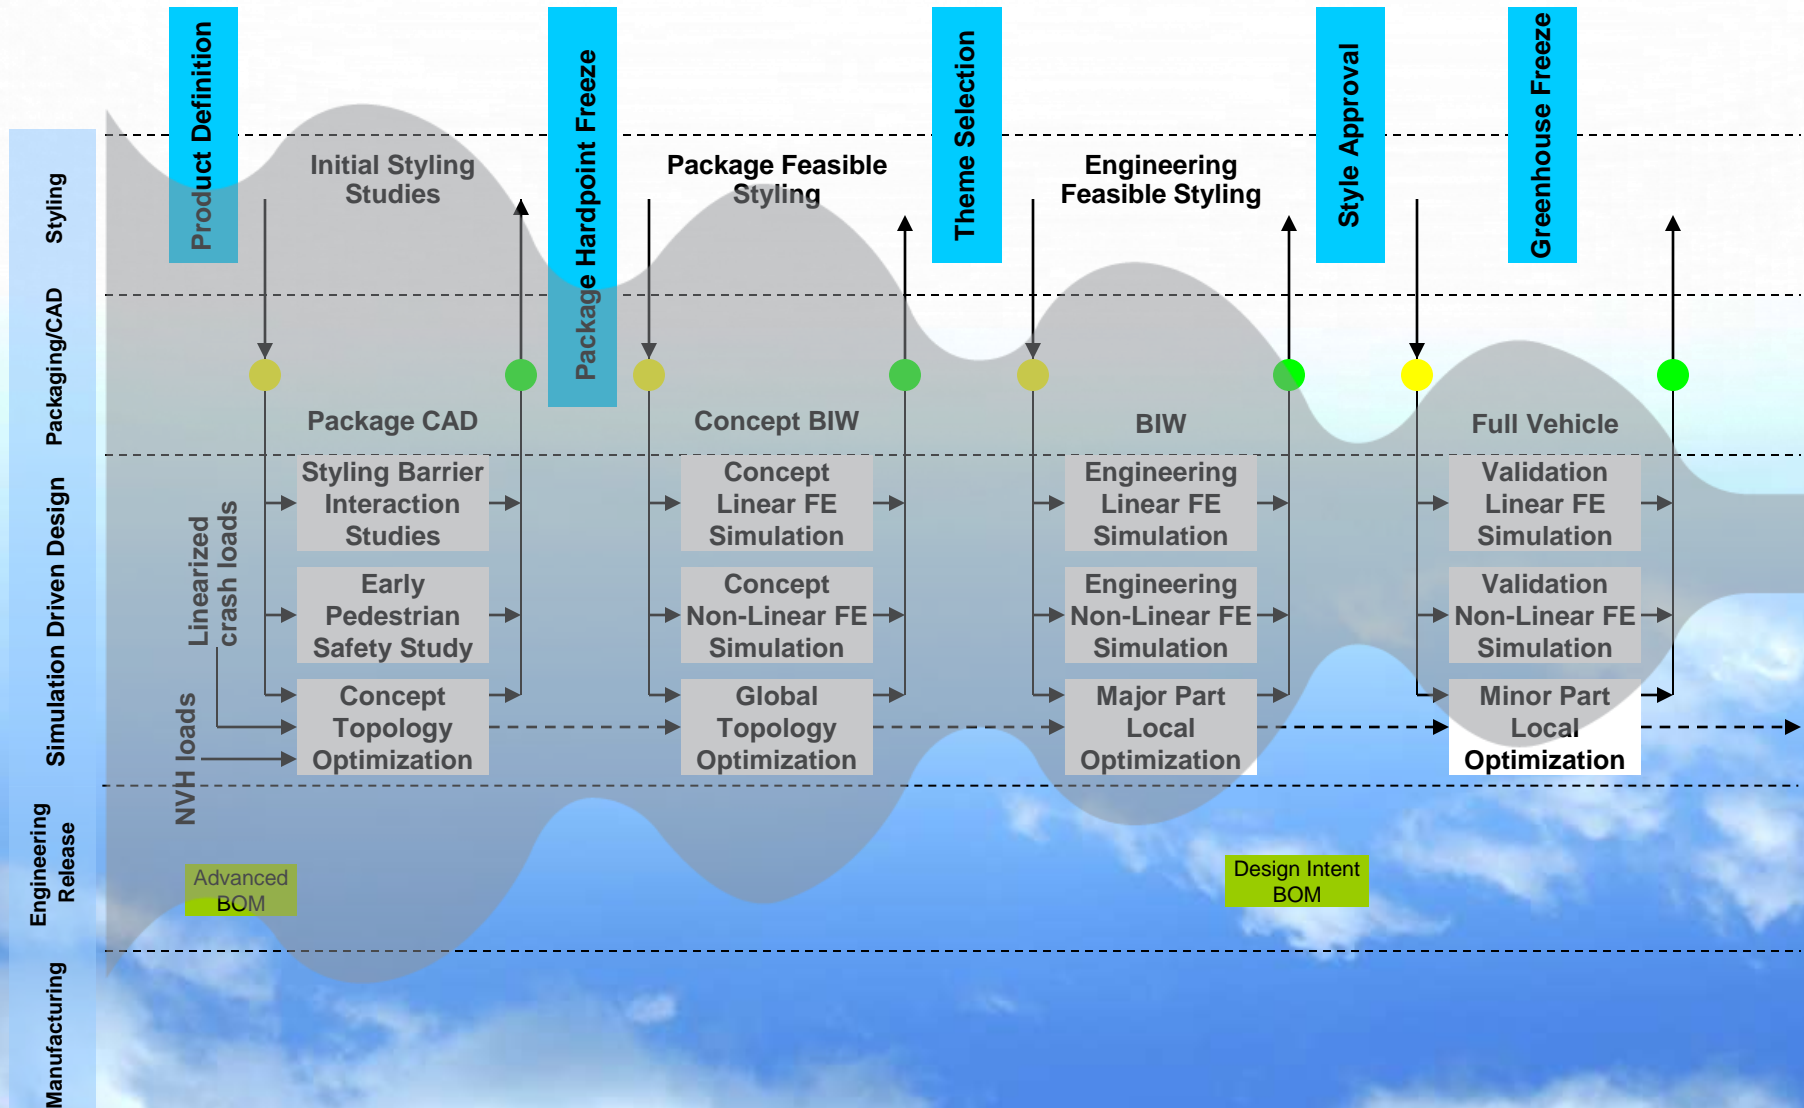 Product Definition
Package Hardpoint Freeze
Theme Selection
Style Approval
Greenhouse Freeze
Styling
Initial Styling
Studies
Package Feasible
Styling
Engineering
Feasible Styling
Packaging/CAD
Package CAD
Concept BIW
BIW
Full Vehicle
Simulation Driven Design
Linearized
crash loads
NVH loads
Styling Barrier
Interaction
Studies
Concept
Linear FE
Simulation
Engineering
Linear FE
Simulation
Validation
Linear FE
Simulation
Early
Pedestrian
Safety Study
Concept
Non-Linear FE
Simulation
Engineering
Non-Linear FE
Simulation
Validation
Non-Linear FE
Simulation
Concept
Topology
Optimization
Global
Topology
Optimization
Major Part
Local
Optimization
Minor Part
Local
Optimization
Engineering
Release
Advanced
BOM
Design Intent
BOM
Manufacturing